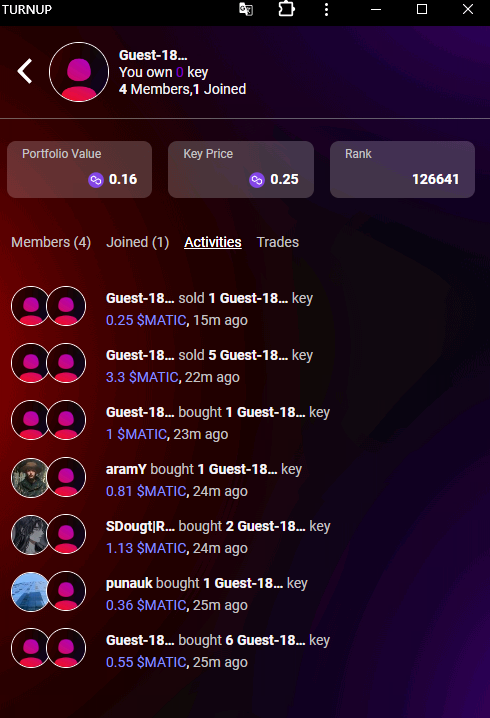 TURNUP
Guest-18...
You own 0 key
4 Members,1 Joined
Portfolio Value
0.16
Key Price
0.25
Rank
126641
Members (4) Joined (1) Activities Trades
Guest-18... sold 1 Guest-18... key
0.25 $MATIC, 15m ago
Guest-18... sold 5 Guest-18... key
3.3 $MATIC, 22m ago
Guest-18... bought 1 Guest-18... key
1 $MATIC, 23m ago
aramY bought 1 Guest-18... key
0.81 $MATIC, 24m ago
SDougt|R... bought 2 Guest-18... key
1.13 $MATIC, 24m ago
punauk bought 1 Guest-18... key
0.36 $MATIC, 25m ago
Guest-18... bought 6 Guest-18... key
0.55 $MATIC, 25m ago